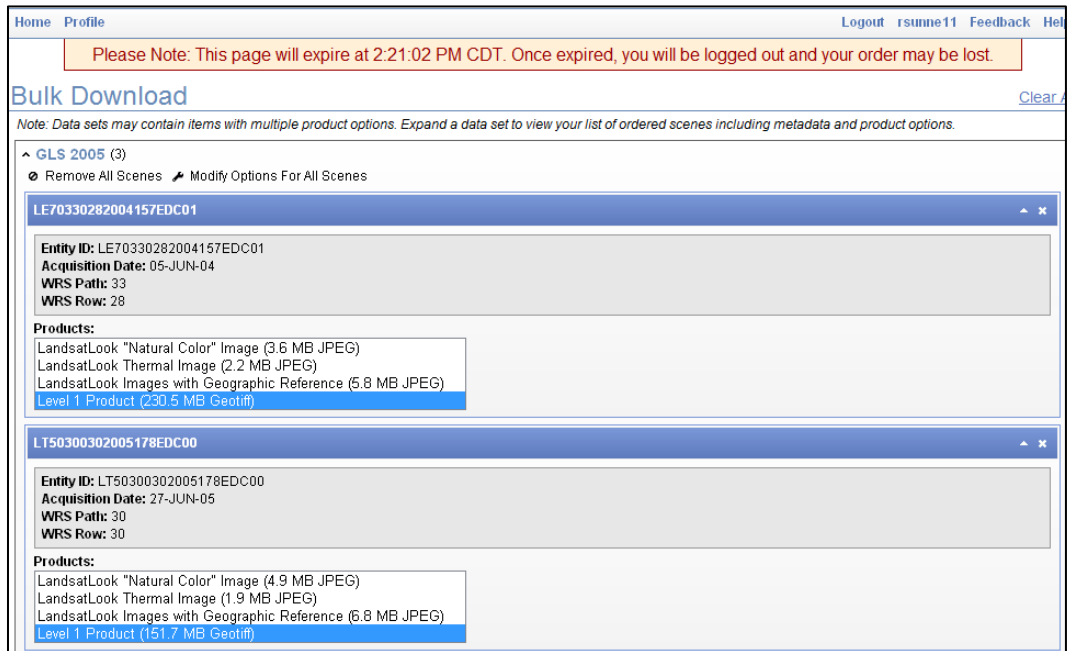 Home Profile Logout rsunne11 Feedback Help
Please Note: This page will expire at 2:21:02 PM CDT. Once expired, you will be logged out and your order may be lost.
Bulk Download Clear
Note: Data sets may contain items with multiple product options. Expand a data set to view your list of ordered scenes including metadata and product options.
GLS 2005 (3)
Remove All Scenes Modify Options For All Scenes
LE70330282004157EDC01
Entity ID: LE70330282004157EDC01
Acquisition Date: 05-JUN-04
WRS Path: 33
WRS Row: 28
Products:
LandsatLook "Natural Color" Image (3.6 MB JPEG)
LandsatLook Thermal Image (2.2 MB JPEG)
LandsatLook Images with Geographic Reference (5.8 MB JPEG)
Level 1 Product (230.5 MB Geotiff)
LT50300302005178EDC00
Entity ID: LT50300302005178EDC00
Acquisition Date: 27-JUN-05
WRS Path: 30
WRS Row: 30
Products:
LandsatLook "Natural Color" Image (4.9 MB JPEG)
LandsatLook Thermal Image (1.9 MB JPEG)
LandsatLook Images with Geographic Reference (6.8 MB JPEG)
Level 1 Product (151.7 MB Geotiff)